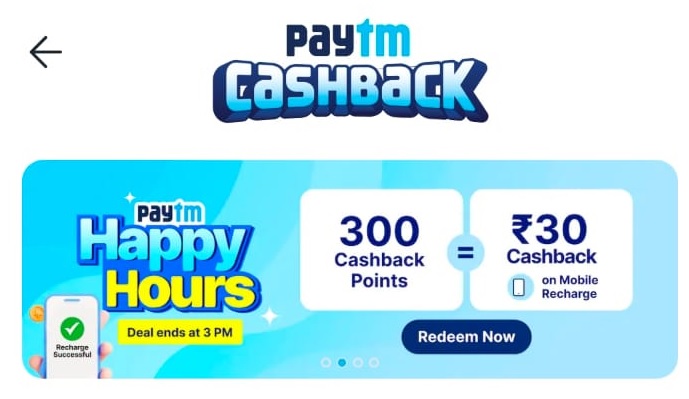 paytm
CASHBACK
paytm
Happy
Hours
Deal ends at 3 PM
Recharge
Successful
300
Cashback
Points
=
₹30
Cashback
on Mobile
Recharge
Redeem Now